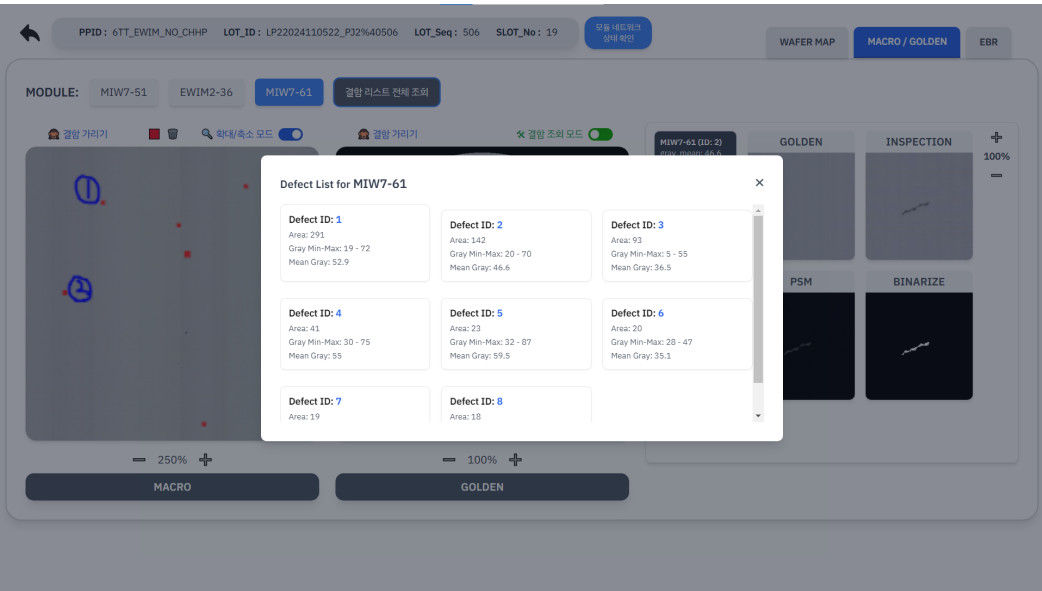 PPID: 6TT_EWIM_NO_CHHP LOT_ID: LP22024110522_PJ2%40506 LOT_Seq: 506 SLOT_No: 19
모듈 네트워크
상태 확인
WAFER MAP
MACRO / GOLDEN
EBR
MODULE:
MIW7-51
EWIM2-36
MIW7-61
결함 리스트 전체 조회
결함 가리기
확대/축소 모드
결함 가리기
결함 조회 모드
MIW7-61 (ID: 2)
gray_mean: 46.6
GOLDEN
INSPECTION
100%
PSM
BINARIZE
1
2
Defect List for MIW7-61
Defect ID: 1
Area: 291
Gray Min-Max: 19 - 72
Mean Gray: 52.9
Defect ID: 2
Area: 142
Gray Min-Max: 20 - 70
Mean Gray: 46.6
Defect ID: 3
Area: 93
Gray Min-Max: 5 - 55
Mean Gray: 36.5
Defect ID: 4
Area: 41
Gray Min-Max: 30 - 75
Mean Gray: 55
Defect ID: 5
Area: 23
Gray Min-Max: 32 - 87
Mean Gray: 59.5
Defect ID: 6
Area: 20
Gray Min-Max: 28 - 47
Mean Gray: 35.1
Defect ID: 7
Area: 19
Defect ID: 8
Area: 18
250%
100%
MACRO
GOLDEN